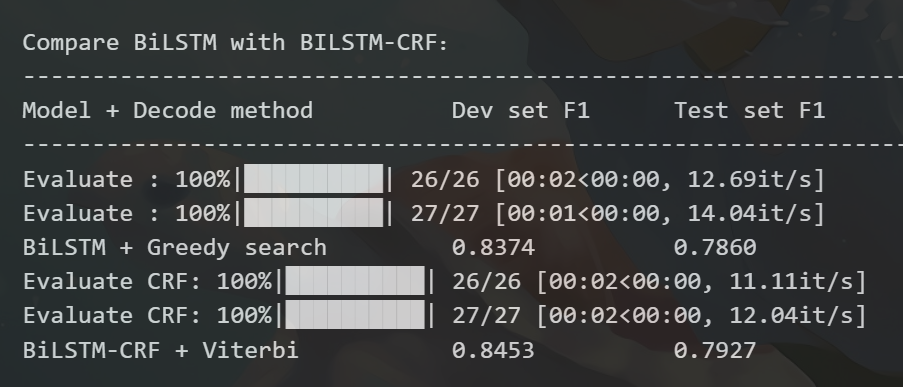 Compare BiLSTM with BILSTM-CRF:
----------------------------------------------------------------
Model + Decode method          Dev set F1      Test set F1
----------------------------------------------------------------
Evaluate : 100%|██████████| 26/26 [00:02<00:00, 12.69it/s]
Evaluate : 100%|██████████| 27/27 [00:01<00:00, 14.04it/s]
BiLSTM + Greedy search         0.8374          0.7860
Evaluate CRF: 100%|██████████| 26/26 [00:02<00:00, 11.11it/s]
Evaluate CRF: 100%|██████████| 27/27 [00:02<00:00, 12.04it/s]
BiLSTM-CRF + Viterbi           0.8453          0.7927